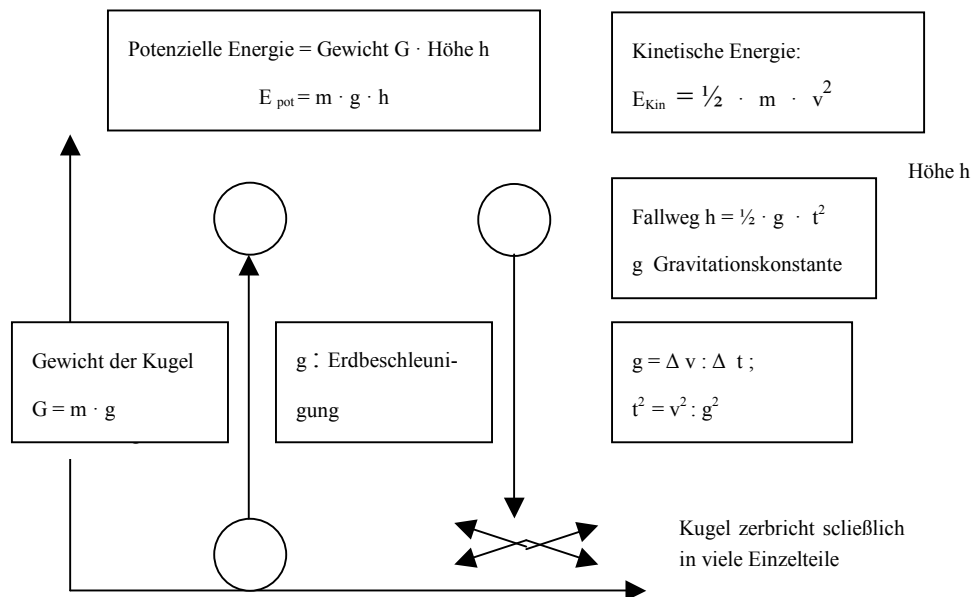 Potenzielle Energie = Gewicht G · Höhe h
E pot = m · g · h
Kinetische Energie:
EKin = ½ · m · v²
Höhe h
Fallweg h = ½ · g · t²
g Gravitationskonstante
Gewicht der Kugel
G = m · g
g : Erdbeschleuni-
gung
g = Δ v : Δ t ;
t² = v² : g²
Kugel zerbricht scließlich
in viele Einzelteile